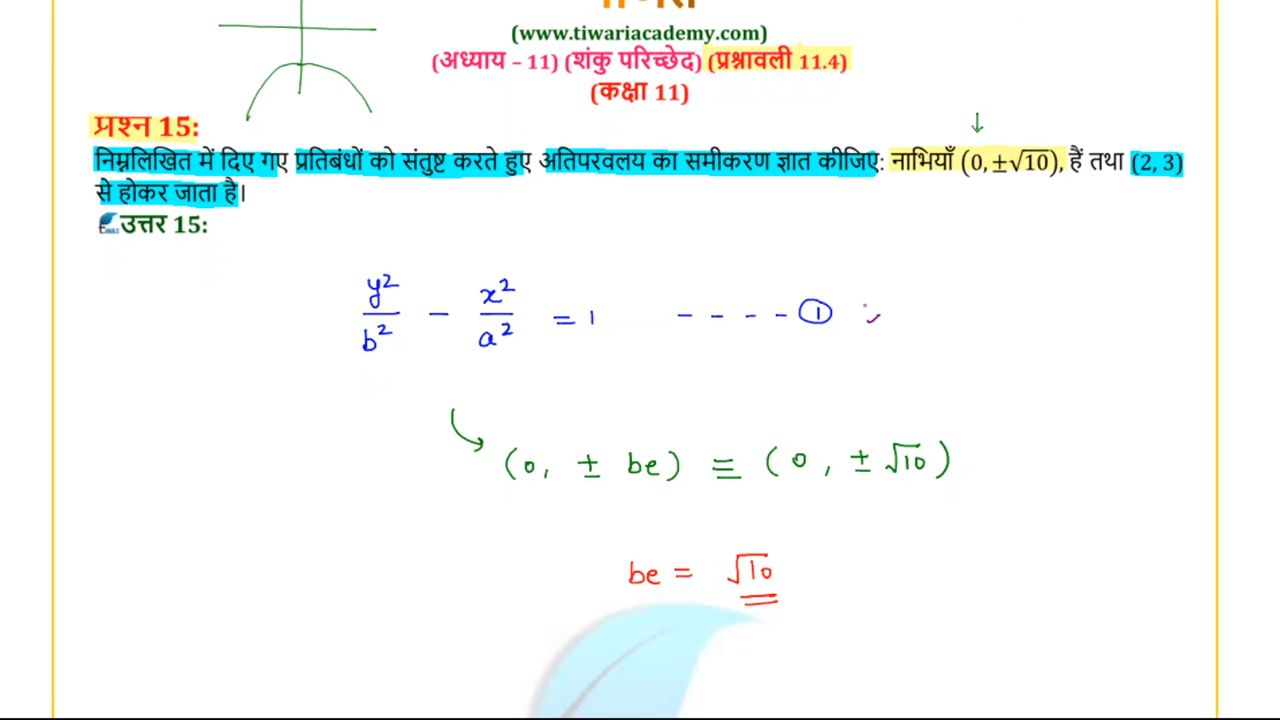 (www.tiwariacademy.com)
(अध्याय – 11) (शंकु परिच्छेद) (प्रश्नावली 11.4)
(कक्षा 11)
प्रश्न 15:
निम्नलिखित में दिए गए प्रतिबंधों को संतुष्ट करते हुए अतिपरवलय का समीकरण ज्ञात कीजिए: नाभियाँ (0, ±√10), हैं तथा (2, 3)
से होकर जाता है।
उत्तर 15:
y²/b² − x²/a² = 1 - - - - ①
(0, ± be) ≡ (0, ± √10)
be = √10